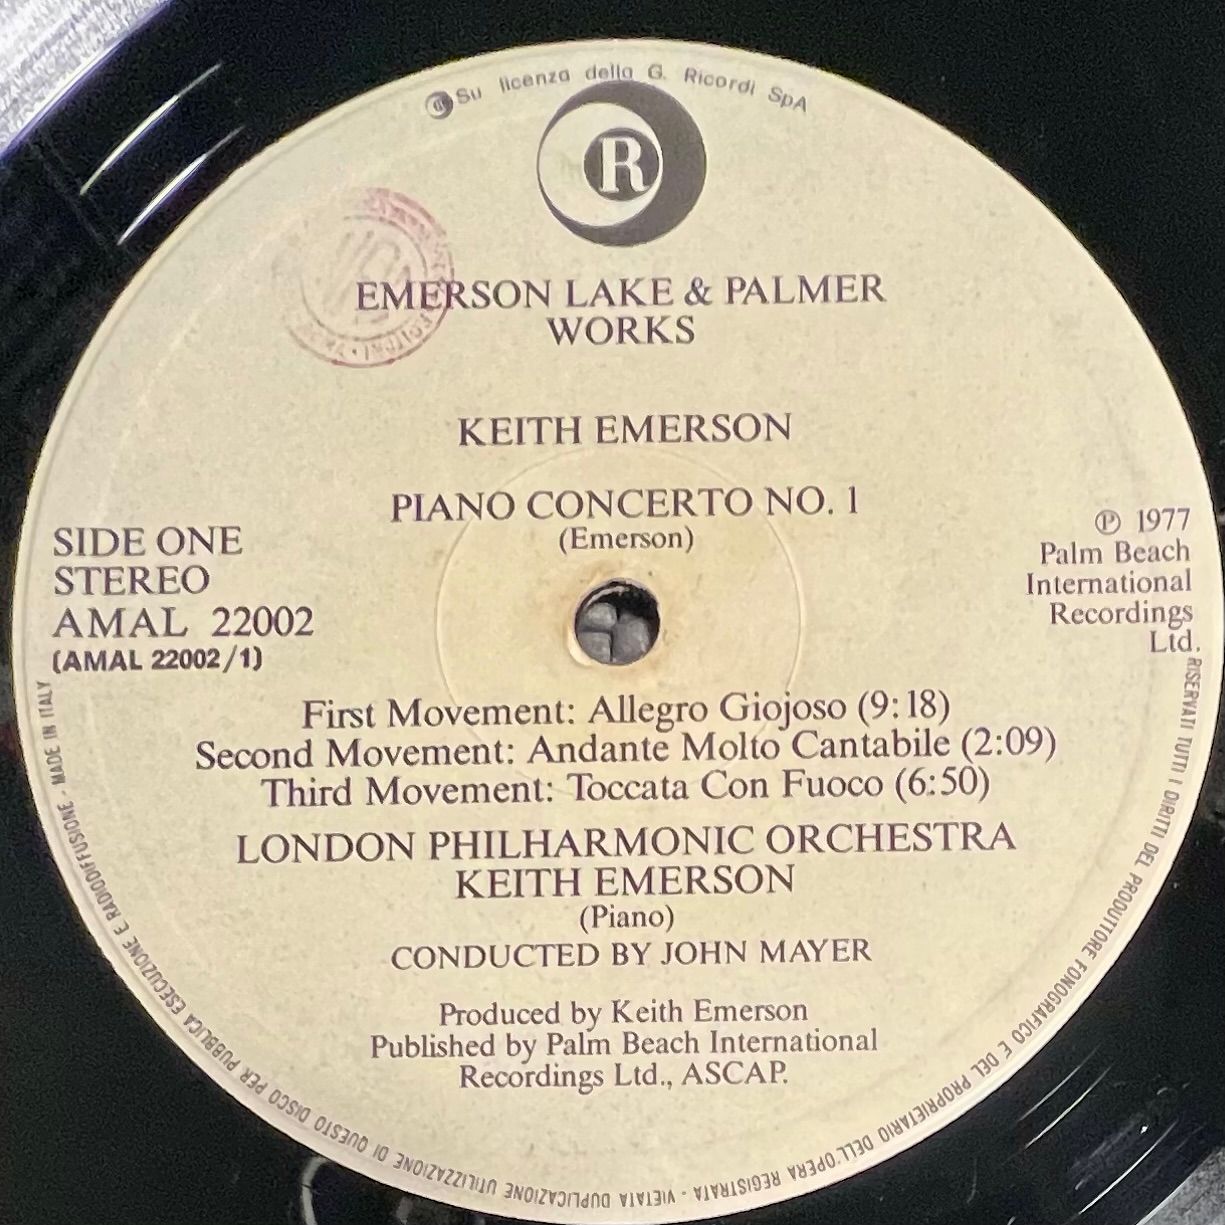 Su licenza della G. Ricordi SpA
R
EMERSON LAKE & PALMER
WORKS
KEITH EMERSON
PIANO CONCERTO NO. 1
(Emerson)
SIDE ONE
STEREO
AMAL 22002
(AMAL 22002/1)
℗ 1977
Palm Beach
International
Recordings
Ltd.
First Movement: Allegro Giojoso (9:18)
Second Movement: Andante Molto Cantabile (2:09)
Third Movement: Toccata Con Fuoco (6:50)
LONDON PHILHARMONIC ORCHESTRA
KEITH EMERSON
(Piano)
CONDUCTED BY JOHN MAYER
Produced by Keith Emerson
Published by Palm Beach International
Recordings Ltd., ASCAP.
RISERVATI TUTTI I DIRITTI DEL PRODUTTORE FONOGRAFICO E DEL PROPRIETARIO DELL'OPERA REGISTRATA - VIETATA DUPLICAZIONE UTILIZZAZIONE DI QUESTO DISCO PER PUBBLICA ESECUZIONE E RADIODIFFUSIONE - MADE IN ITALY